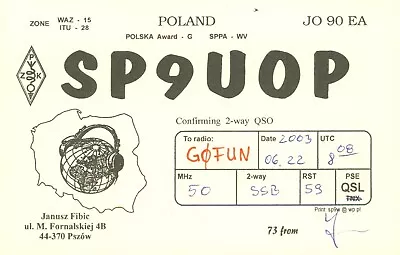 ZONE WAZ - 15
ITU - 28
POLAND
JO 90 EA
POLSKA Award - G SPPA - WV
P
Z K
SP9UOP
Confirming 2-way QSO
To radio: DATE 2003 UTC
GØFUN 06.22 8 08
MHz 2-way RST PSE
50 SSB 59 QSL
TNX
Janusz Fibic
ul. M. Fornalskiej 4B
44-370 Pszów
73 from